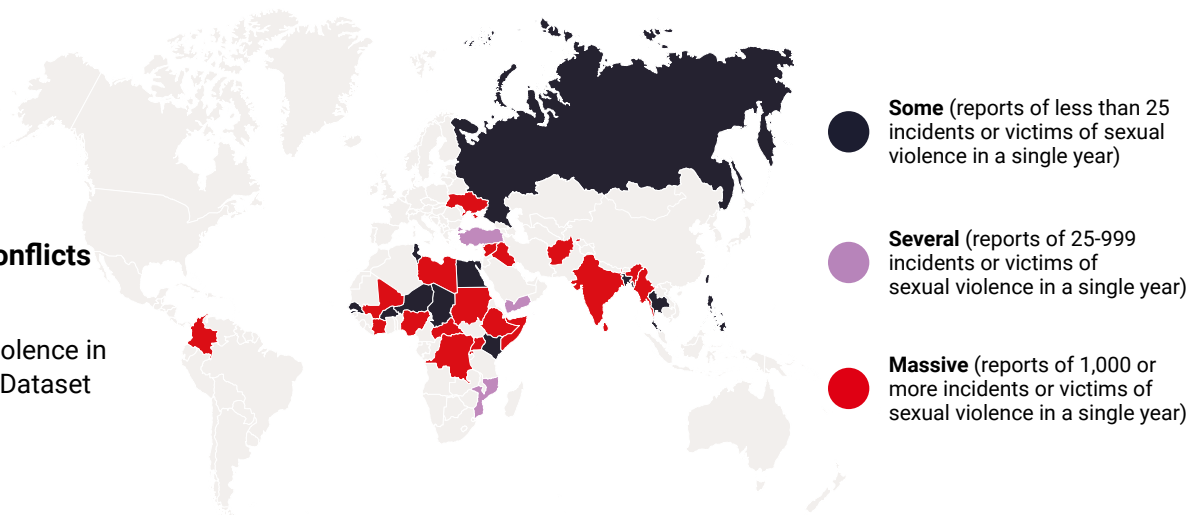 onflicts
olence in
Dataset
Some (reports of less than 25
incidents or victims of sexual
violence in a single year)
Several (reports of 25-999
incidents or victims of
sexual violence in a single year)
Massive (reports of 1,000 or
more incidents or victims of
sexual violence in a single year)